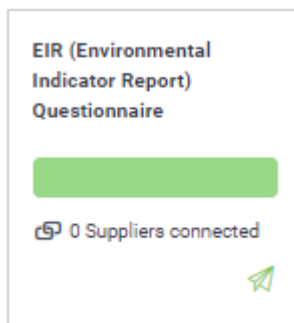 EIR (Environmental
Indicator Report)
Questionnaire
0 Suppliers connected